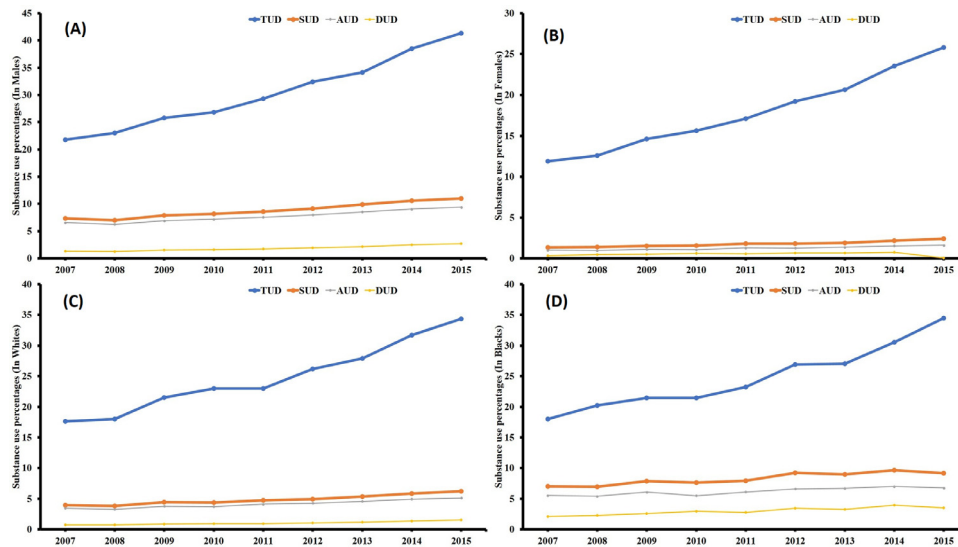 (A)
TUD SUD AUD DUD
Substance use percentages (In Males)
45
40
35
30
25
20
15
10
5
0
2007 2008 2009 2010 2011 2012 2013 2014 2015
(B)
TUD SUD AUD DUD
Substance use percentages (In Females)
30
25
20
15
10
5
0
2007 2008 2009 2010 2011 2012 2013 2014 2015
(C)
TUD SUD AUD DUD
Substance use percentages (In Whites)
40
35
30
25
20
15
10
5
0
2007 2008 2009 2010 2011 2012 2013 2014 2015
(D)
TUD SUD AUD DUD
Substance use percentages (In Blacks)
40
35
30
25
20
15
10
5
0
2007 2008 2009 2010 2011 2012 2013 2014 2015